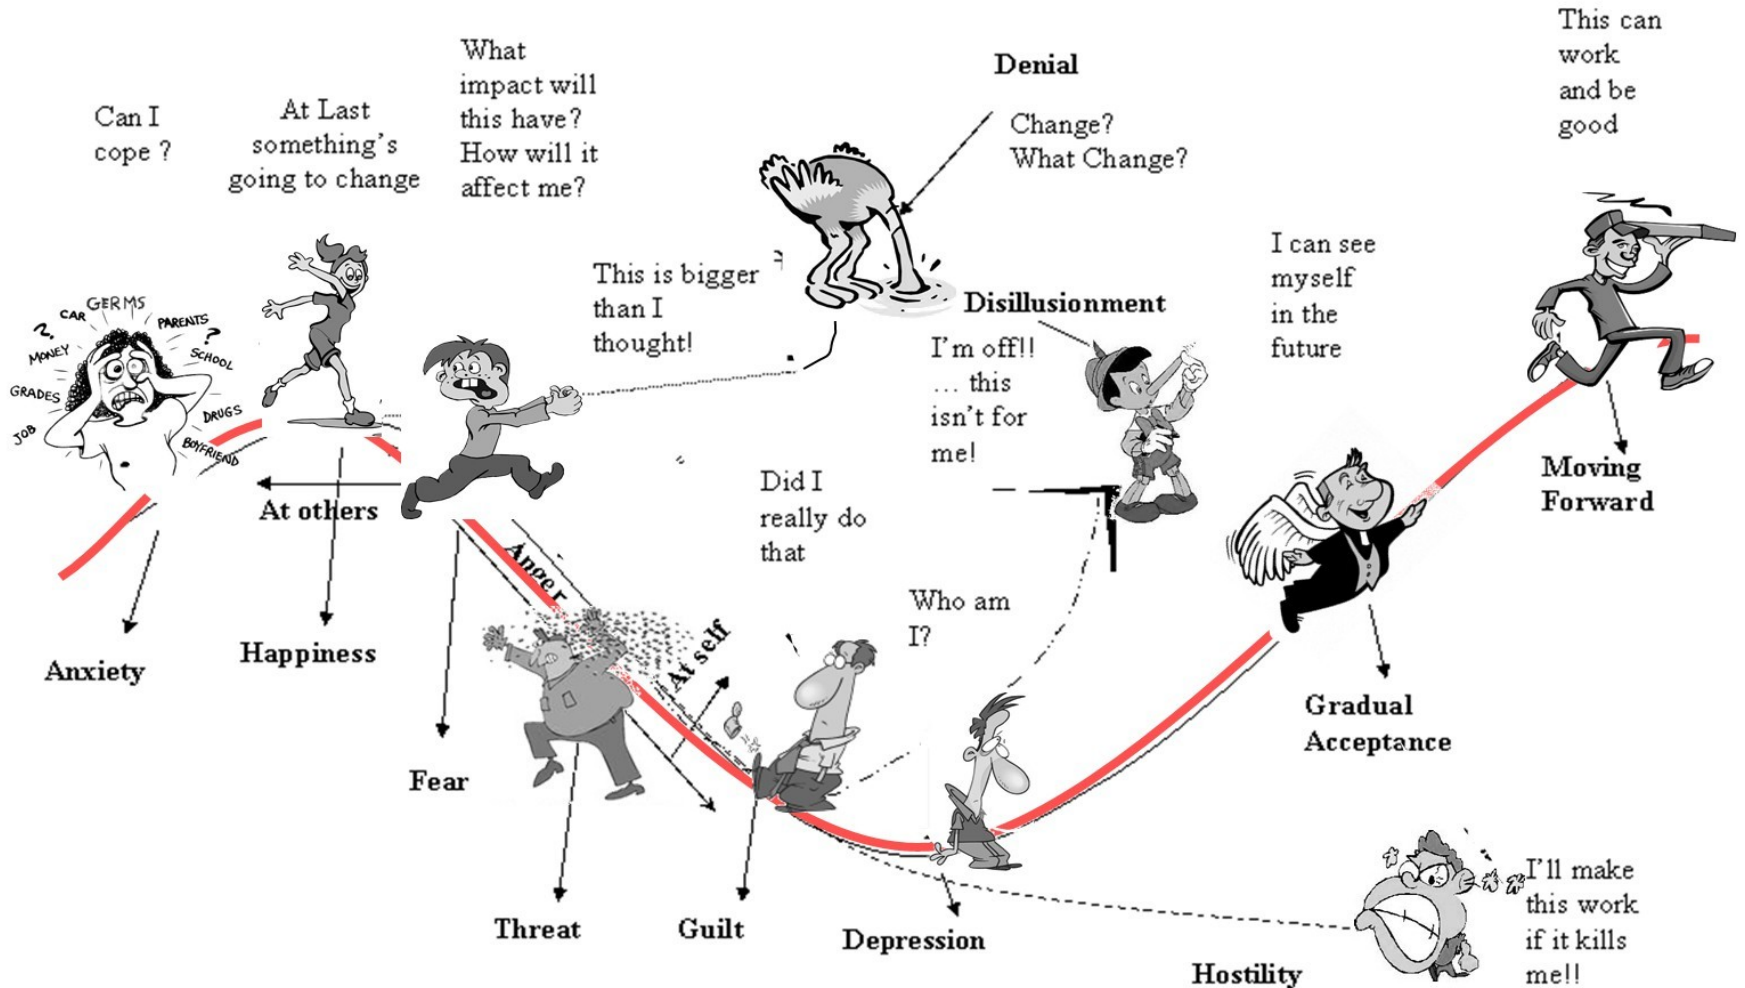 Can I
cope ?
At Last
something's
going to change
What
impact will
this have?
How will it
affect me?
Denial
Change?
What Change?
This can
work
and be
good
This is bigger
than I
thought!
?
Disillusionment
I'm off!!
... this
isn't for
me!
I can see
myself
in the
future
GERMS
CAR
PARENTS
?
?
MONEY
SCHOOL
GRADES
DRUGS
JOB
BOYFRIEND
At others
Anger
At self
Did I
really do
that
Who am
I?
Moving
Forward
Anxiety
Happiness
Fear
Gradual
Acceptance
Threat
Guilt
Depression
Hostility
I'll make
this work
if it kills
me!!